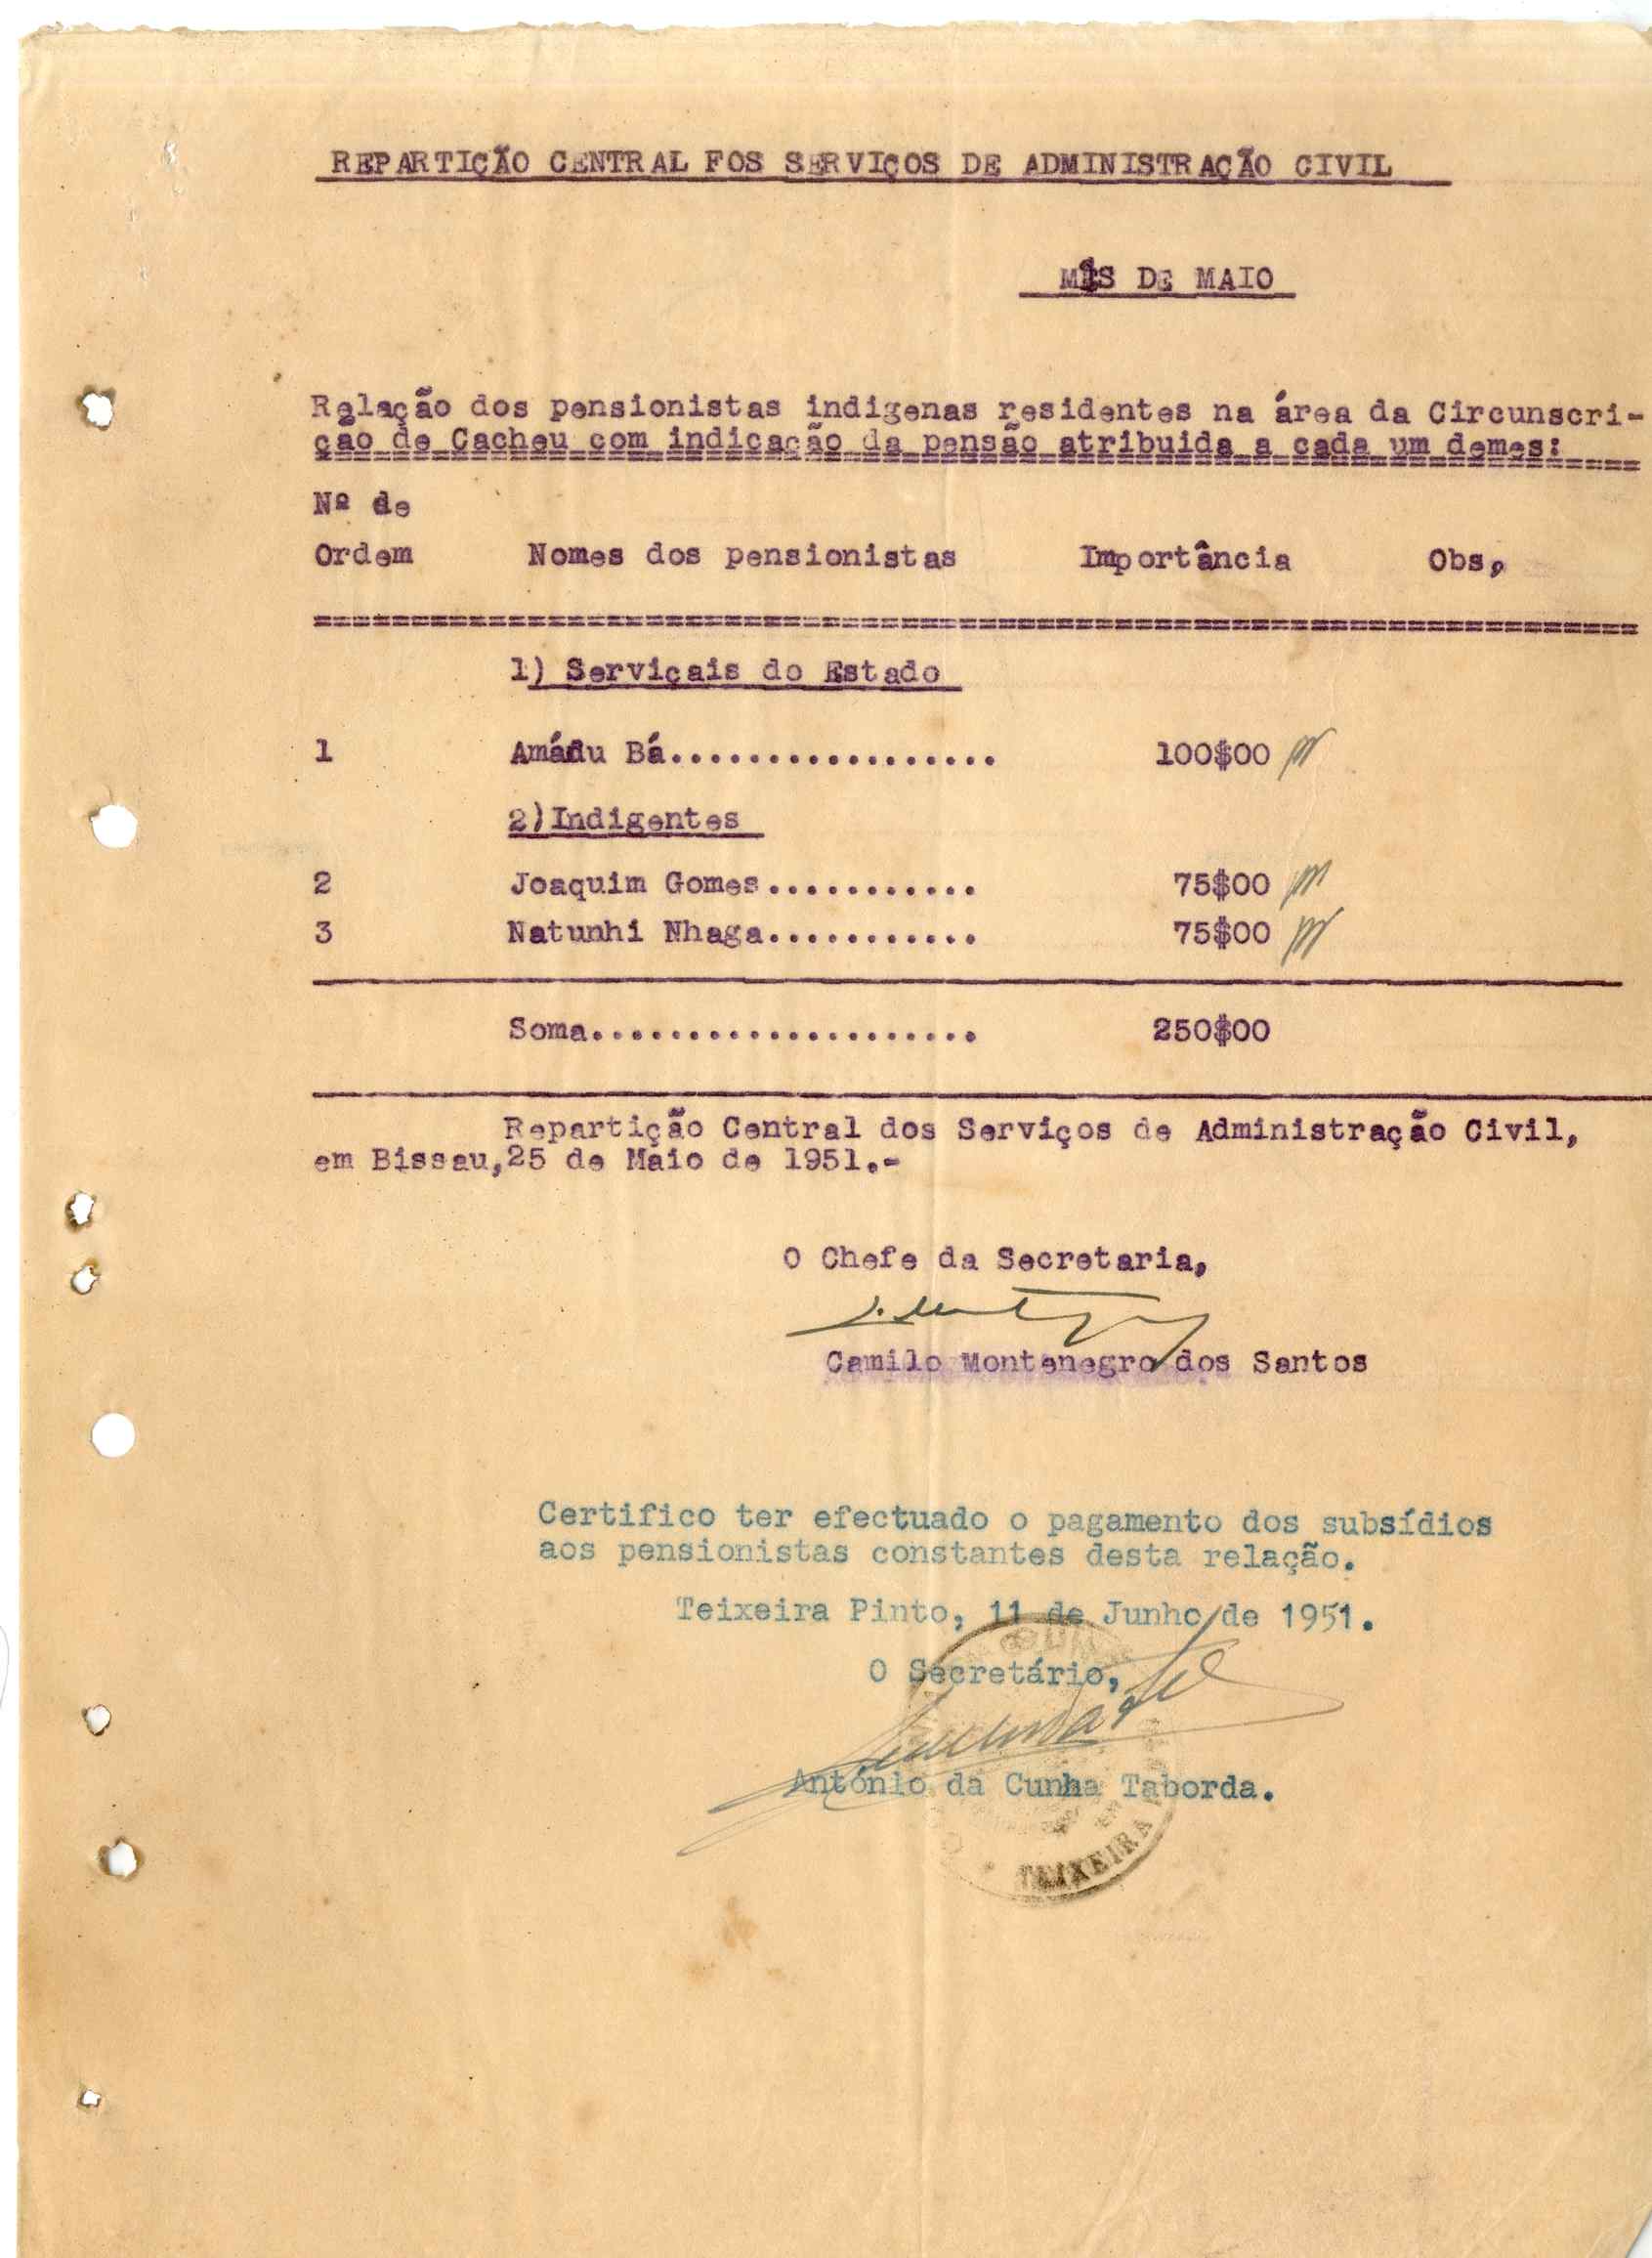 REPARTIÇÃO CENTRAL FOS SERVIÇOS DE ADMINISTRAÇÃO CIVIL
MÊS DE MAIO
Relação dos pensionistas indigenas residentes na área da Circunscri-
ção de Cacheu com indicação da pensão atribuida a cada um demes:
Nº de
Ordem Nomes dos pensionistas Importância Obs,
1) Serviçais do Estado
1 Amádu Bá................. 100$00
2)Indigentes
2 Joaquim Gomes........... 75$00
3 Natunhi Nhaga........... 75$00
Soma.................... 250$00
Repartição Central dos Serviços de Administração Civil,
em Bissau,25 de Maio de 1951.-
O Chefe da Secretaria,
Camilo Montenegro dos Santos
Certifico ter efectuado o pagamento dos subsídios
aos pensionistas constantes desta relação.
Teixeira Pinto, 11 de Junho de 1951.
O Secretário,
António da Cunha Taborda.
TEIXEIRA